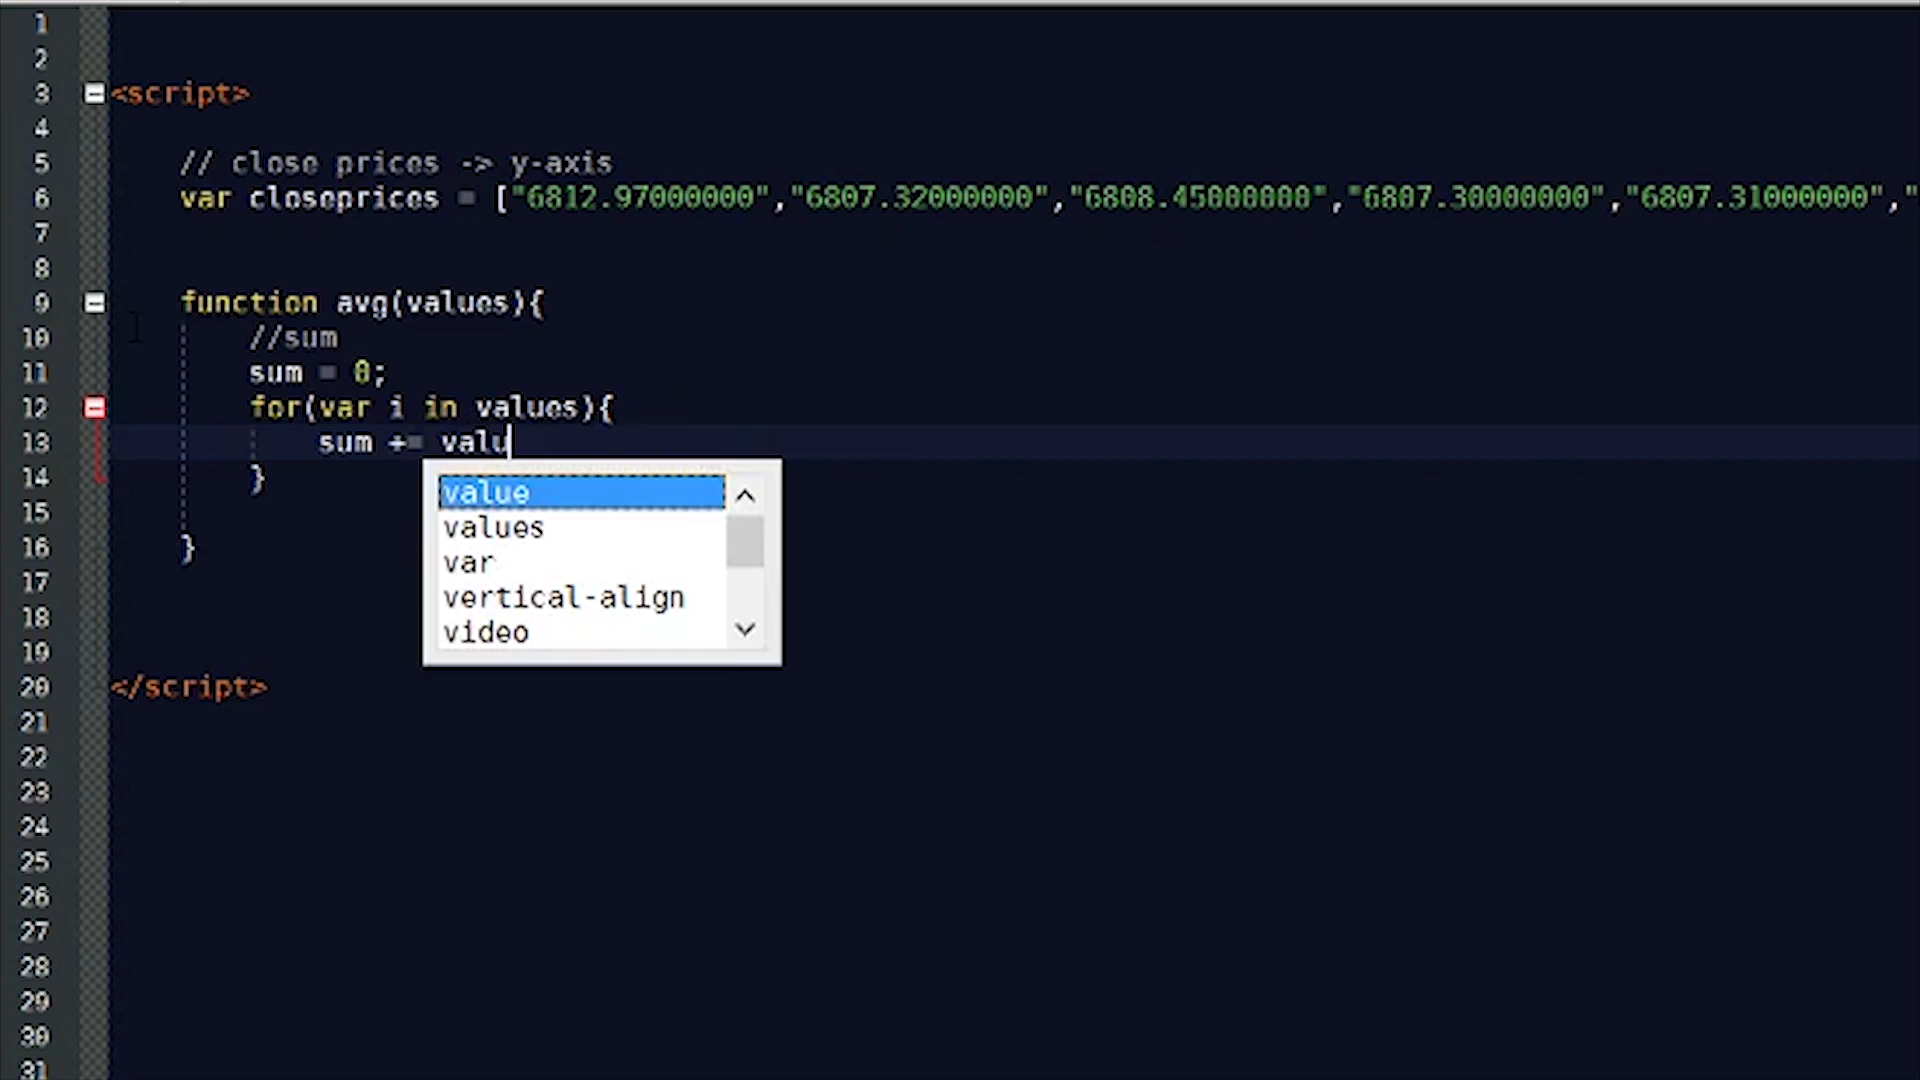 1
2
3 <script>
4
5 // close prices -> y-axis
6 var closeprices = ["6812.97000000","6807.32000000","6808.45000000","6807.30000000","6807.31000000","
7
8
9 function avg(values){
10 //sum
11 sum = 0;
12 for(var i in values){
13 sum += valu
14 }
value
15
values
16 }
var
17
vertical-align
18
video
19
20 </script>
21
22
23
24
25
26
27
28
29
30
31